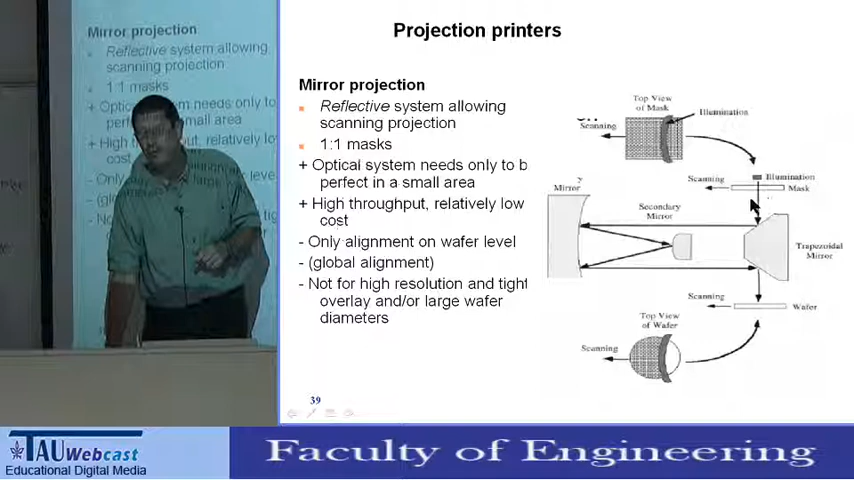 Projection printers
Mirror projection
Reflective system allowing
scanning projection
1:1 masks
+ Optical system needs only to b
perfect in a small area
+ High throughput, relatively low
cost
- Only alignment on wafer level
- (global alignment)
- Not for high resolution and tight
overlay and/or large wafer
diameters
39
Top View
of Mask
Illumination
Scanning
Illumination
Scanning
Mask
Mirror
Secondary
Mirror
Trapezoidal
Mirror
Scanning
Wafer
Top View
of Wafer
Scanning
Mirror projection
Reflective system allowing
scanning projection
1:1 masks
TAU Webcast
Educational Digital Media
Faculty of Engineering